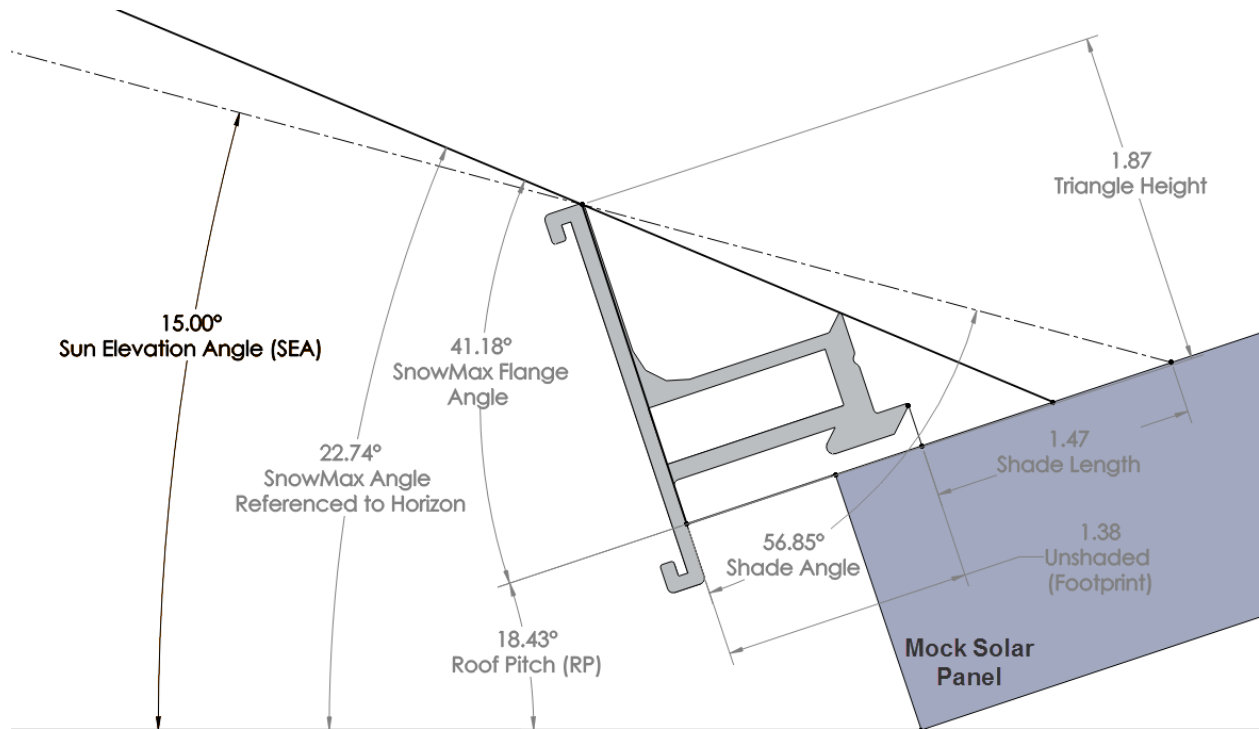 1.87
Triangle Height
15.00°
Sun Elevation Angle (SEA)
41.18°
SnowMax Flange
Angle
22.74°
SnowMax Angle
Referenced to Horizon
1.47
Shade Length
56.85°
Shade Angle
1.38
Unshaded
(Footprint)
18.43°
Roof Pitch (RP)
Mock Solar
Panel